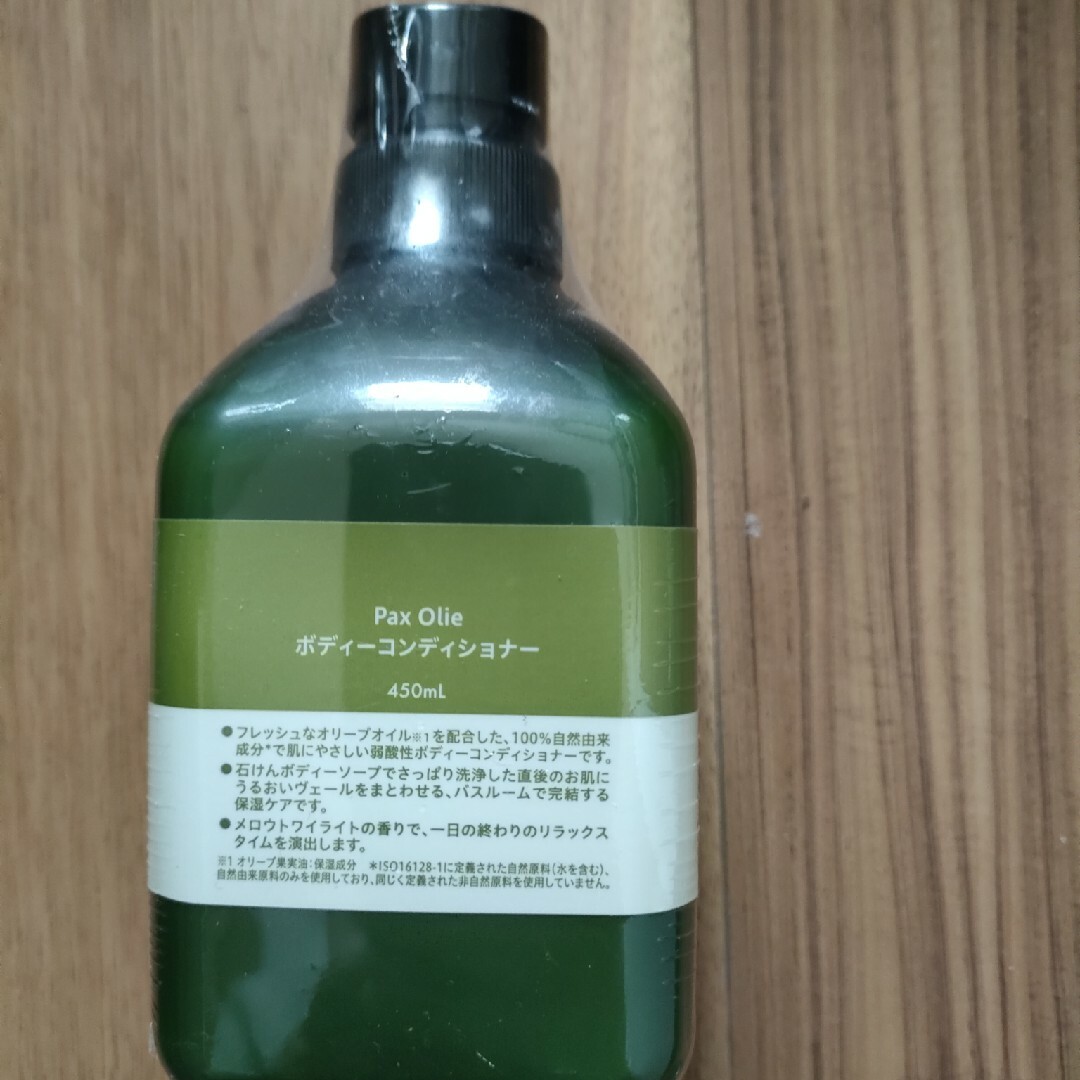 Pax Olie
ボディーコンディショナー
450mL
●フレッシュなオリーブオイル※1を配合した、100%自然由来
成分*で肌にやさしい弱酸性ボディーコンディショナーです。
●石けんボディーソープでさっぱり洗浄した直後のお肌に
うるおいヴェールをまとわせる、バスルームで完結する
保湿ケアです。
●メロウトワイライトの香りで、一日の終わりのリラックス
タイムを演出します。
※1 オリーブ果実油：保湿成分 *ISO16128-1に定義された自然原料（水を含む）、
自然由来原料のみを使用しており、同じく定義された非自然原料を使用していません。